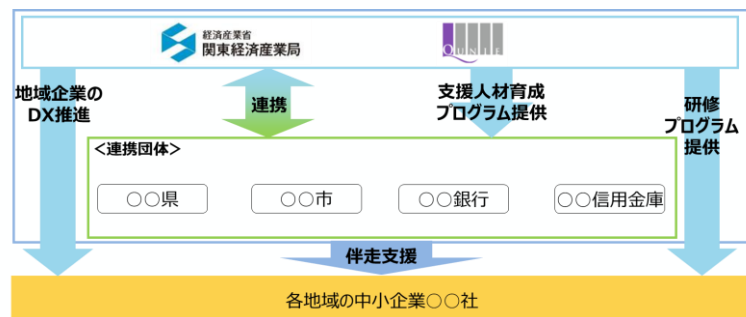 経済産業省
関東経済産業局
QUNIE
地域企業の
DX推進
連携
支援人材育成
プログラム提供
研修
プログラム
提供
<連携団体>
○○県
○○市
○○銀行
○○信用金庫
伴走支援
各地域の中小企業○○社